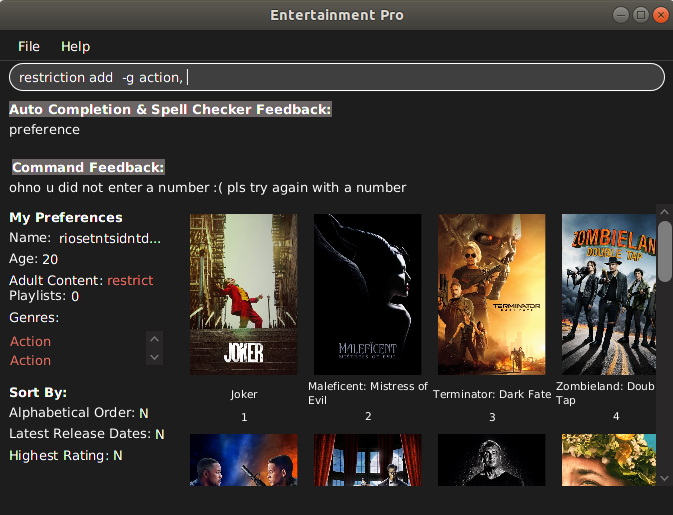 Entertainment Pro
File Help
restriction add -g action,
Auto Completion & Spell Checker Feedback:
preference
Command Feedback:
ohno u did not enter a number :( pls try again with a number
My Preferences
Name: riosetntsidntd...
Age: 20
Adult Content: restrict
Playlists: 0
Genres:
Action
Action
Sort By:
Alphabetical Order: N
Latest Release Dates: N
Highest Rating: N
JOKER
MALEFICENT
MISTRESS OF EVIL
TERMINATOR
DARK FATE
ZOMBIELAN
DOUBLE TAP
Joker
1
Maleficent: Mistress of
Evil
2
Terminator: Dark Fate
3
Zombieland: Doub
Tap
4